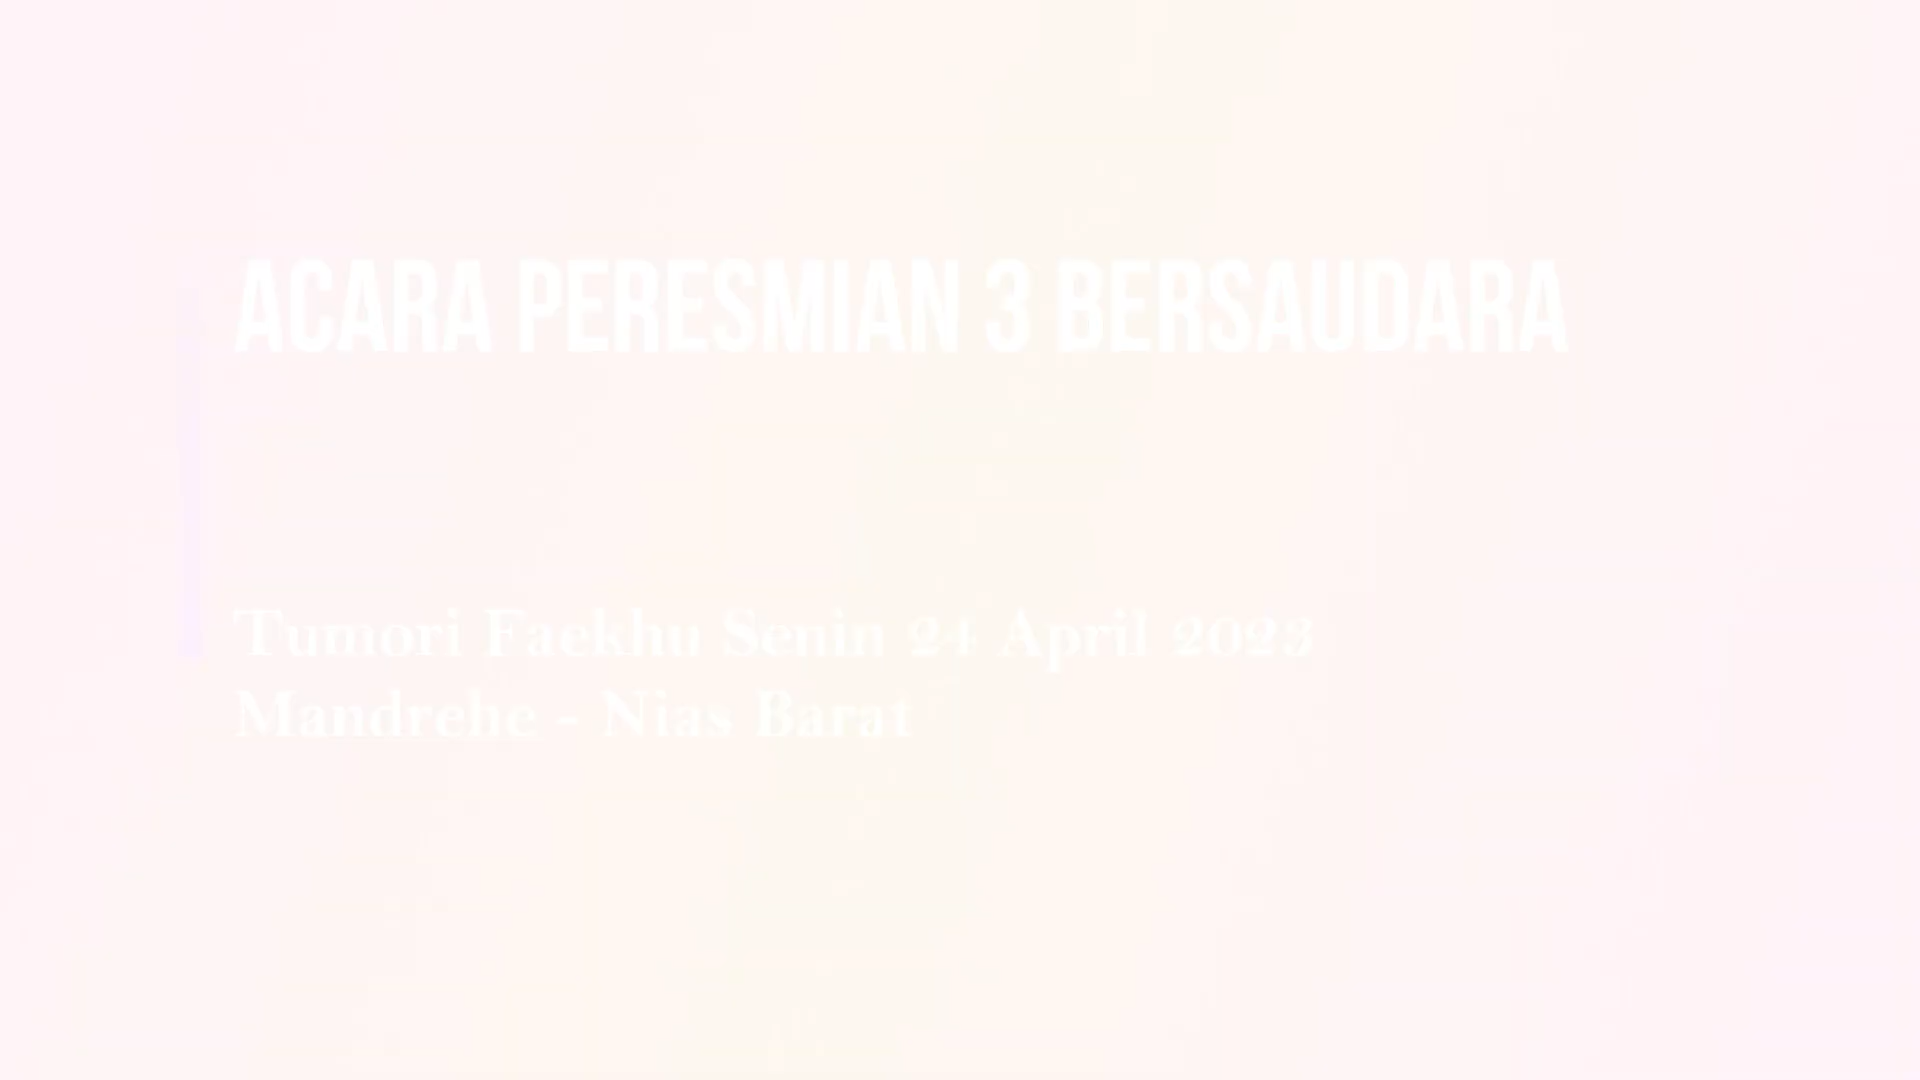 ACARA PERESMIAN 3 BERSAUDARA
Tumori Faekhu Senin 24 April 2023
Mandrehe - Nias Barat